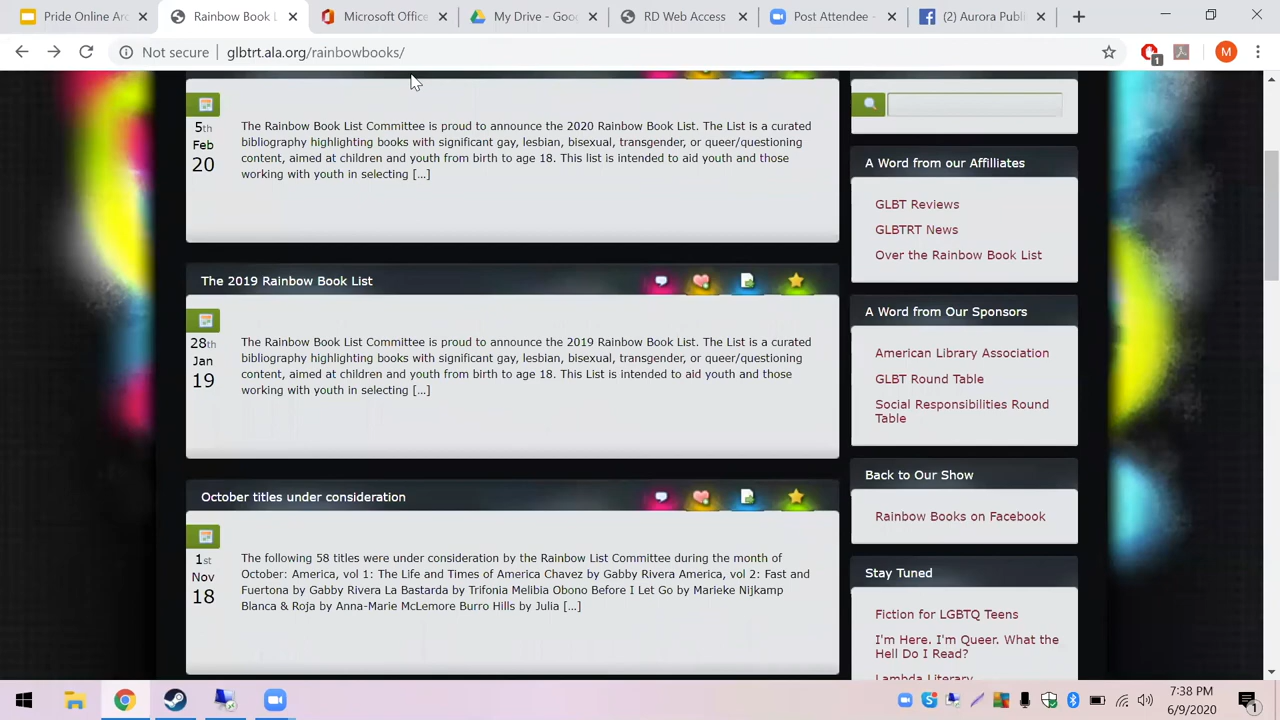 Pride Online Ar
Rainbow Book L
Microsoft Office
My Drive - Goo
RD Web Access
Post Attendee -
(2) Aurora Publ
Not secure
glbtrt.ala.org/rainbowbooks/
1
M
5th
Feb
20
The Rainbow Book List Committee is proud to announce the 2020 Rainbow Book List. The List is a curated
bibliography highlighting books with significant gay, lesbian, bisexual, transgender, or queer/questioning
content, aimed at children and youth from birth to age 18. This list is intended to aid youth and those
working with youth in selecting [...]
The 2019 Rainbow Book List
28th
Jan
19
The Rainbow Book List Committee is proud to announce the 2019 Rainbow Book List. The List is a curated
bibliography highlighting books with significant gay, lesbian, bisexual, transgender, or queer/questioning
content, aimed at children and youth from birth to age 18. This List is intended to aid youth and those
working with youth in selecting [...]
October titles under consideration
1st
Nov
18
The following 58 titles were under consideration by the Rainbow List Committee during the month of
October: America, vol 1: The Life and Times of America Chavez by Gabby Rivera America, vol 2: Fast and
Fuertona by Gabby Rivera La Bastarda by Trifonia Melibia Obono Before I Let Go by Marieke Nijkamp
Blanca & Roja by Anna-Marie McLemore Burro Hills by Julia [...]
A Word from our Affiliates
GLBT Reviews
GLBTRT News
Over the Rainbow Book List
A Word from Our Sponsors
American Library Association
GLBT Round Table
Social Responsibilities Round
Table
Back to Our Show
Rainbow Books on Facebook
Stay Tuned
Fiction for LGBTQ Teens
I'm Here. I'm Queer. What the
Hell Do I Read?
Lambda Literary
7:38 PM
6/9/2020
1